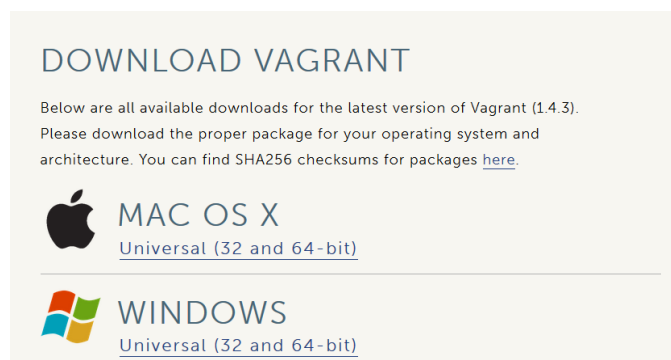 DOWNLOAD VAGRANT
Below are all available downloads for the latest version of Vagrant (1.4.3).
Please download the proper package for your operating system and
architecture. You can find SHA256 checksums for packages here.
MAC OS X
Universal (32 and 64-bit)
WINDOWS
Universal (32 and 64-bit)